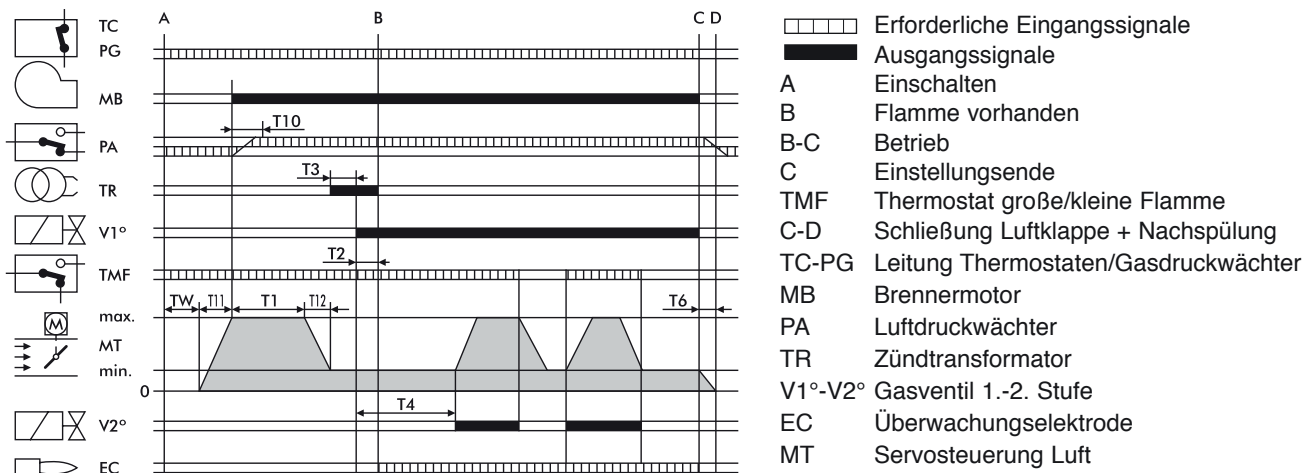 A B C D
TC
PG
MB
T10
PA
T3
TR
V1°
T2
TMF
TW T11 T1 T12 T6
max.
MT
min.
0
T4
V2°
EC
M
Erforderliche Eingangssignale
Ausgangssignale
A Einschalten
B Flamme vorhanden
B-C Betrieb
C Einstellungsende
TMF Thermostat große/kleine Flamme
C-D Schließung Luftklappe + Nachspülung
TC-PG Leitung Thermostaten/Gasdruckwächter
MB Brennermotor
PA Luftdruckwächter
TR Zündtransformator
V1°-V2° Gasventil 1.-2. Stufe
EC Überwachungselektrode
MT Servosteuerung Luft